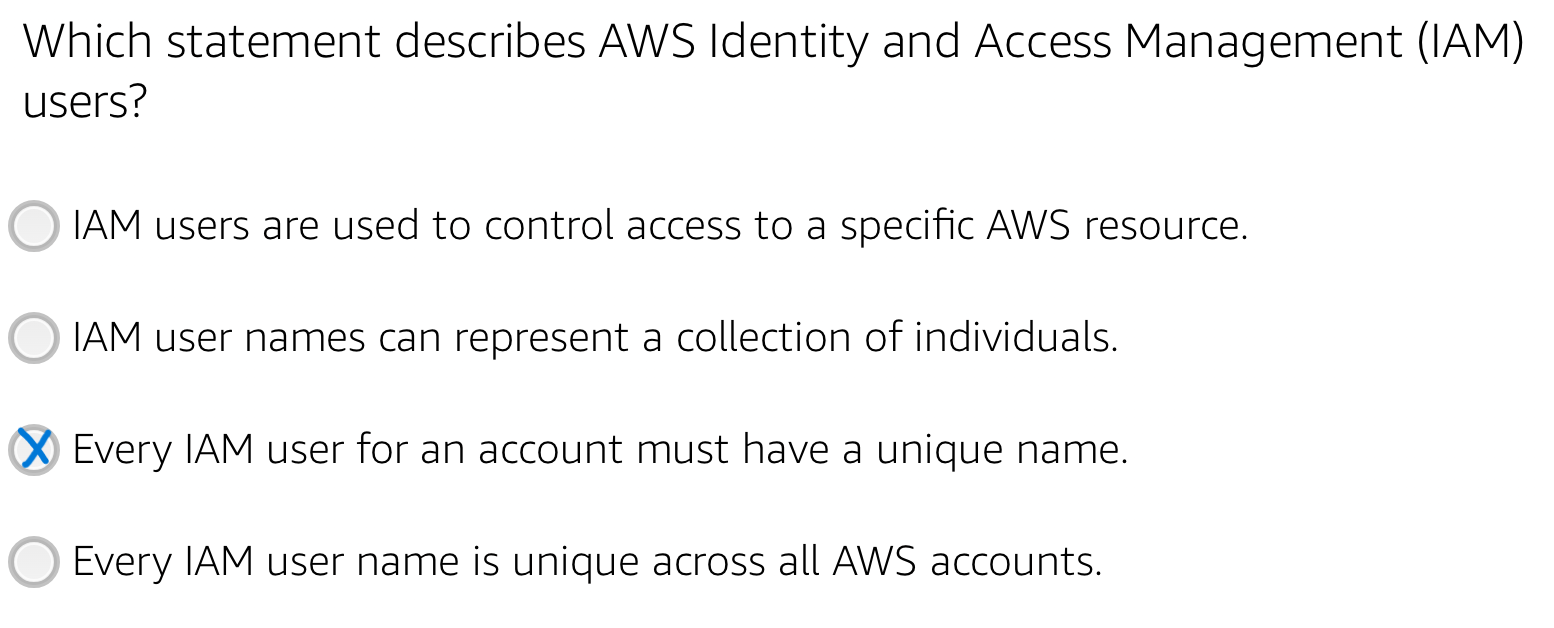 Which statement describes AWS Identity and Access Management (IAM)
users?
IAM users are used to control access to a specific AWS resource.
IAM user names can represent a collection of individuals.
Every IAM user for an account must have a unique name.
Every IAM user name is unique across all AWS accounts.